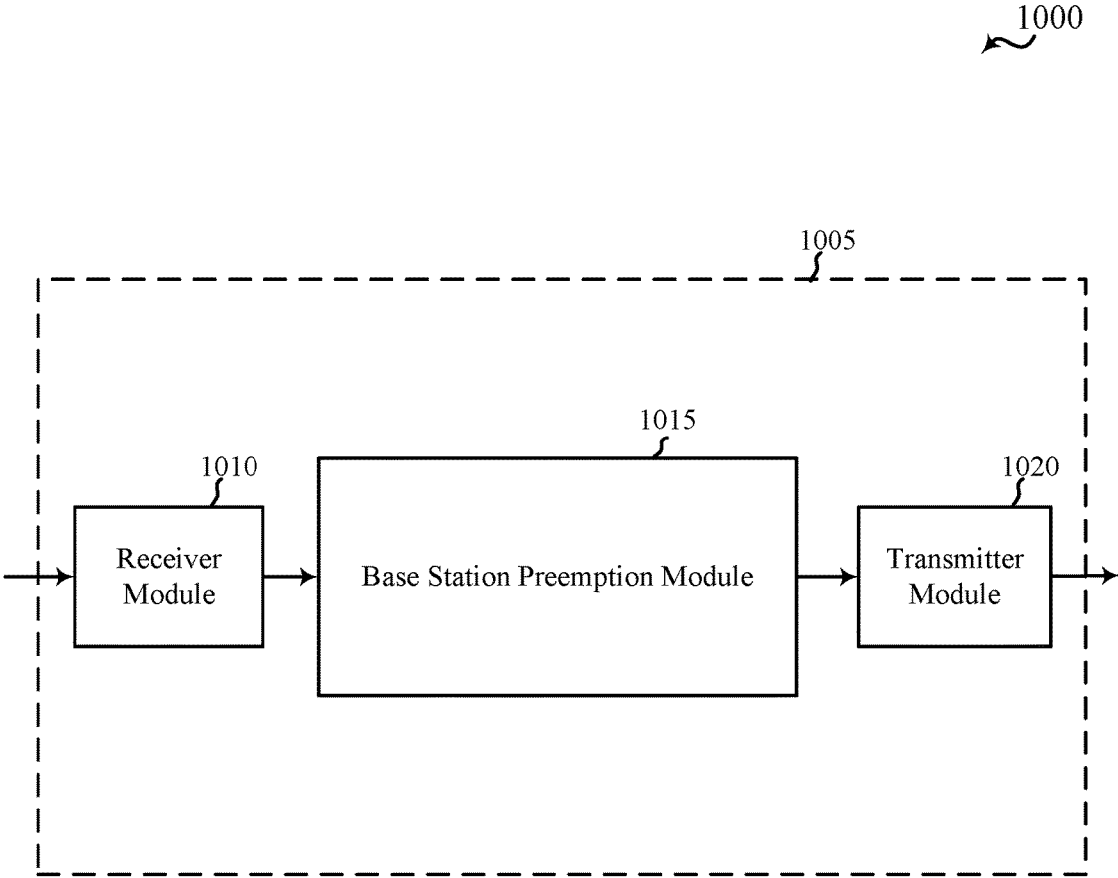 1000
1005
1015
1010
1020
Receiver
Module
Base Station Preemption Module
Transmitter
Module